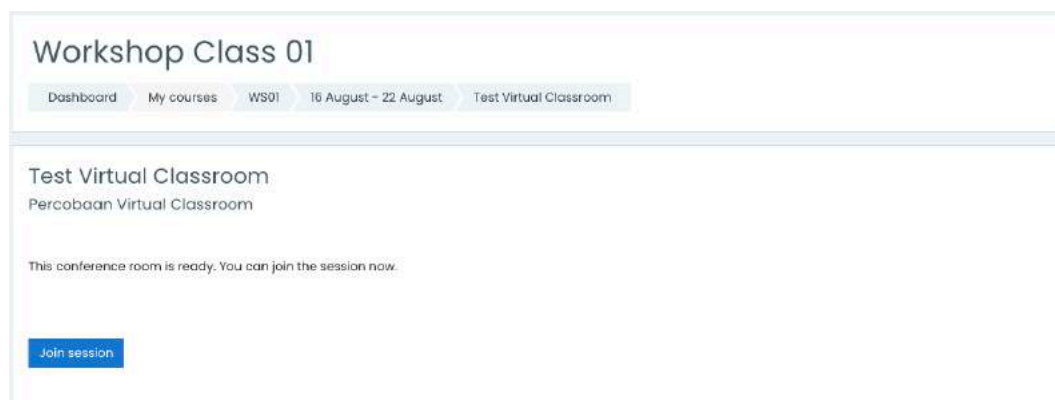 Workshop Class 01
Dashboard My courses WS01 16 August - 22 August Test Virtual Classroom
Test Virtual Classroom
Percobaan Virtual Classroom
This conference room is ready. You can join the session now.
Join session